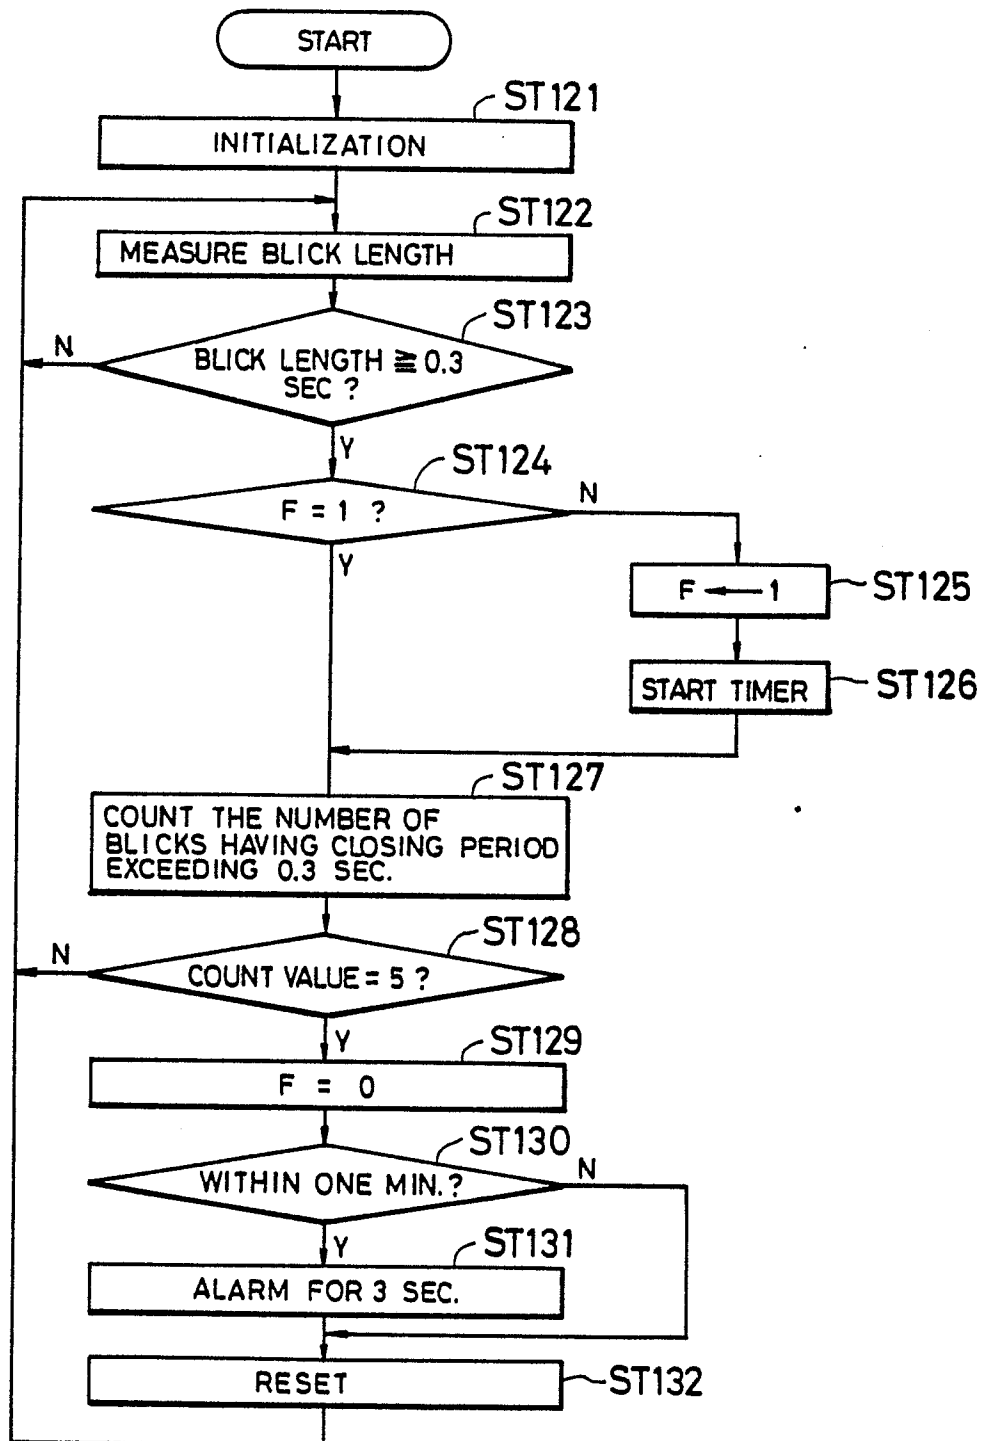 START
ST121
INITIALIZATION
ST122
MEASURE BLICK LENGTH
ST123
N
BLICK LENGTH ≧ 0.3
SEC ?
Y
ST124
F = 1 ?
N
Y
F ← 1
ST125
START TIMER
ST126
ST127
COUNT THE NUMBER OF
BLICKS HAVING CLOSING PERIOD
EXCEEDING 0.3 SEC.
ST128
N
COUNT VALUE = 5 ?
Y
ST129
F = 0
ST130
WITHIN ONE MIN. ?
N
Y
ST131
ALARM FOR 3 SEC.
RESET
ST132